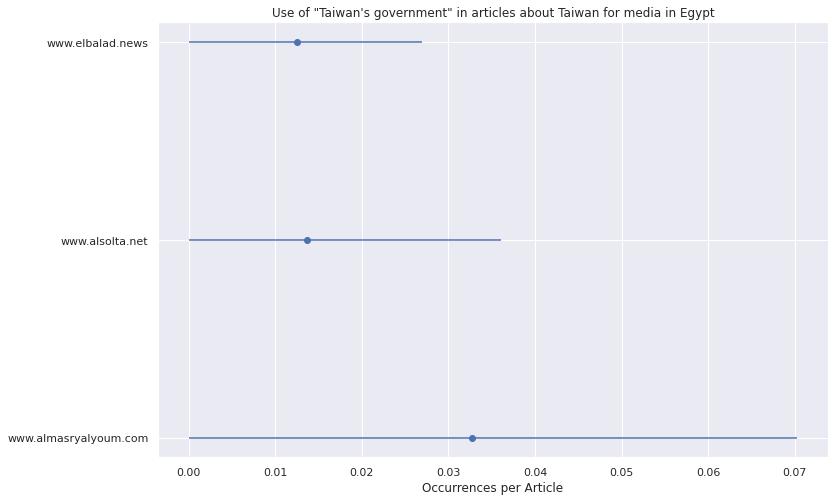 Use of "Taiwan's government" in articles about Taiwan for media in Egypt
www.elbalad.news
www.alsolta.net
www.almasryalyoum.com
0.00 0.01 0.02 0.03 0.04 0.05 0.06 0.07
Occurrences per Article